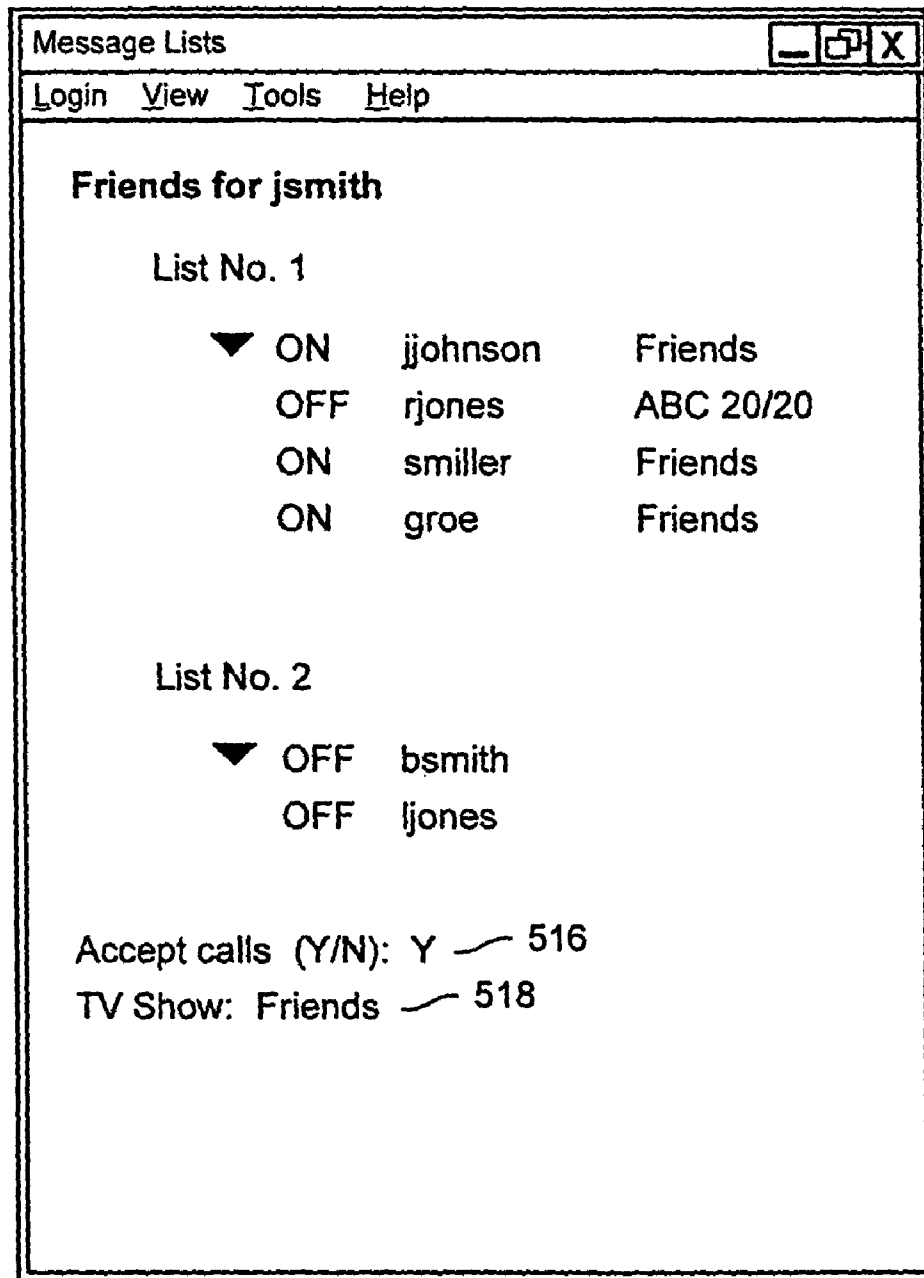 Message Lists
Login View Tools Help
Friends for jsmith
List No. 1
ON jjohnson Friends
OFF rjones ABC 20/20
ON smiller Friends
ON groe Friends
List No. 2
OFF bsmith
OFF ljones
Accept calls (Y/N): Y 516
TV Show: Friends 518